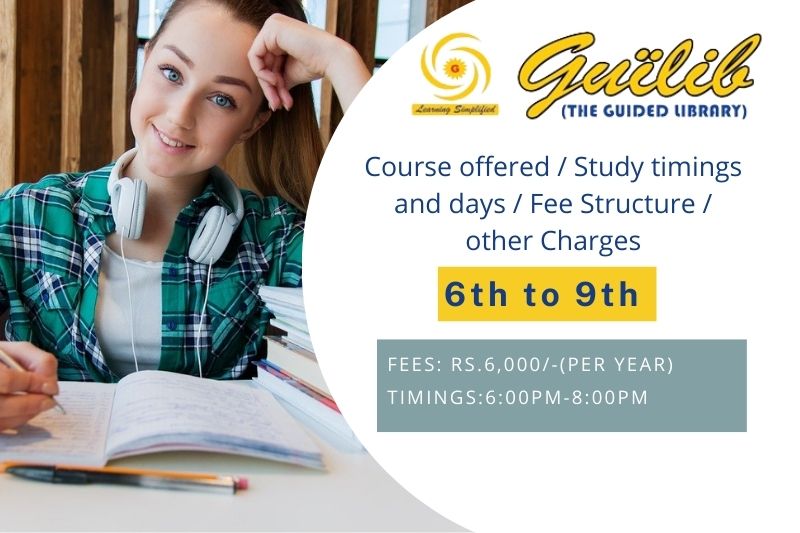 G
Learning Simplified
Guïlib
(THE GUIDED LIBRARY)
Course offered / Study timings
and days / Fee Structure /
other Charges
6th to 9th
FEES: RS.6,000/-(PER YEAR)
TIMINGS:6:00PM-8:00PM